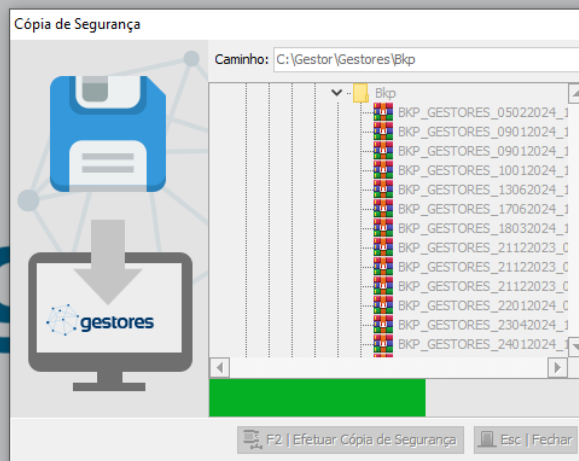 Cópia de Segurança
Caminho: C:\Gestor\Gestores\Bkp
Bkp
BKP_GESTORES_05022024_1
BKP_GESTORES_09012024_1
BKP_GESTORES_09012024_1
BKP_GESTORES_10012024_1
BKP_GESTORES_13062024_1
BKP_GESTORES_17062024_1
BKP_GESTORES_18032024_1
BKP_GESTORES_21122023_0
BKP_GESTORES_21122023_0
BKP_GESTORES_21122023_0
BKP_GESTORES_22012024_0
BKP_GESTORES_23042024_1
BKP_GESTORES_24012024_1
gestores
F2 | Efetuar Cópia de Segurança
Esc | Fechar